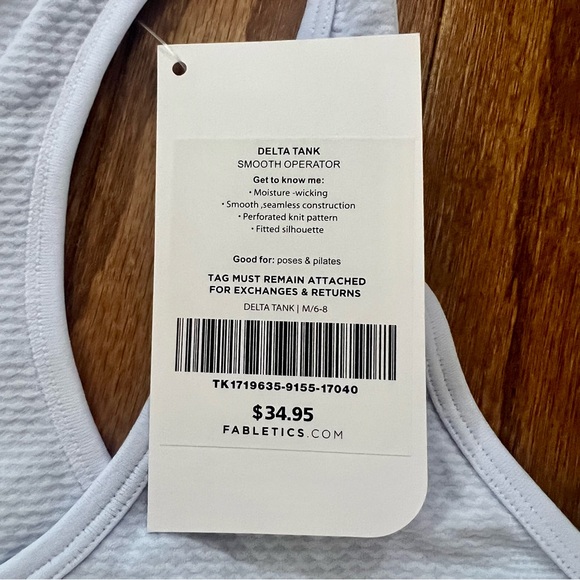 DELTA TANK
SMOOTH OPERATOR
Get to know me:
• Moisture -wicking
• Smooth ,seamless construction
• Perforated knit pattern
• Fitted silhouette
Good for: poses & pilates
TAG MUST REMAIN ATTACHED
FOR EXCHANGES & RETURNS
DELTA TANK | M/6-8
TK1719635-9155-17040
$34.95
FABLETICS.COM